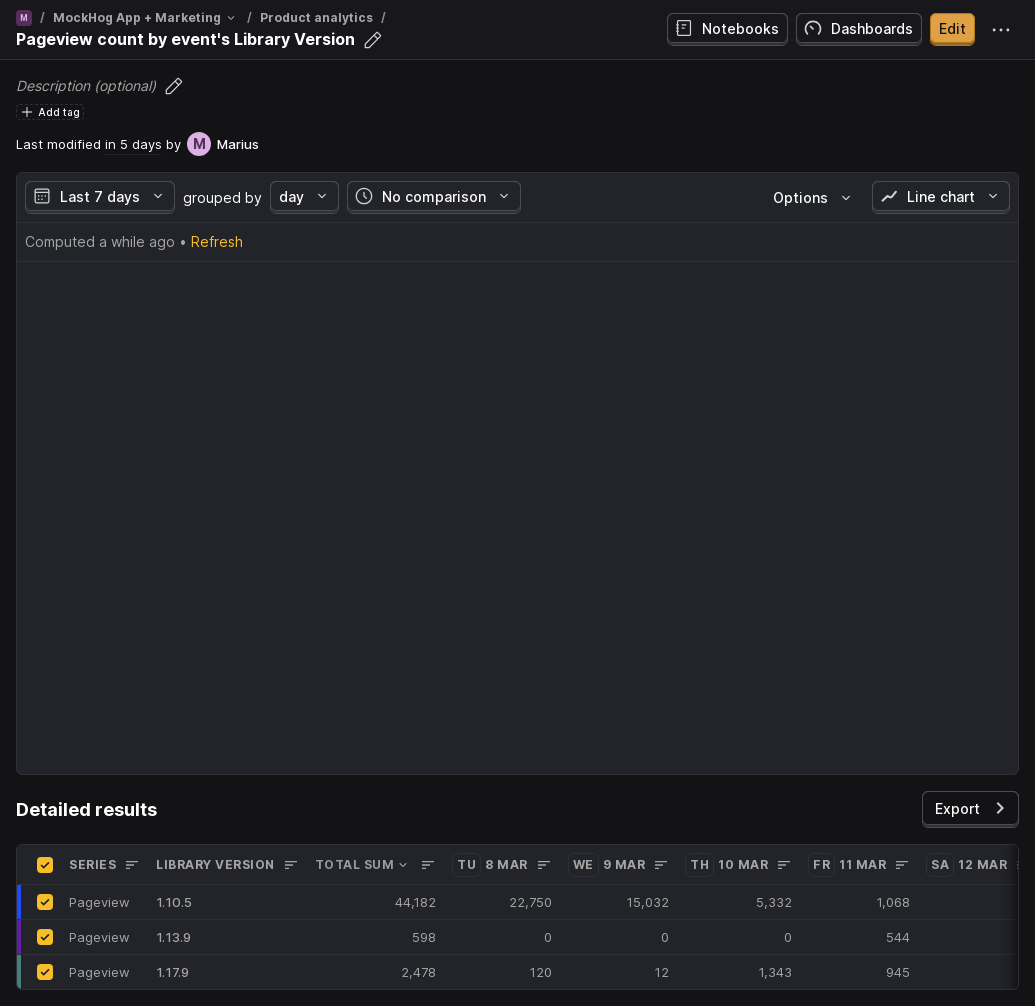 M / MockHog App + Marketing / Product analytics /
Pageview count by event's Library Version
Notebooks Dashboards Edit
Description (optional)
Add tag
Last modified in 5 days by M Marius
Last 7 days grouped by day No comparison Options Line chart
Computed a while ago • Refresh
Detailed results Export
SERIES LIBRARY VERSION TOTAL SUM TU 8 MAR WE 9 MAR TH 10 MAR FR 11 MAR SA 12 MAR
Pageview 1.10.5 44,182 22,750 15,032 5,332 1,068
Pageview 1.13.9 598 0 0 0 544
Pageview 1.17.9 2,478 120 12 1,343 945